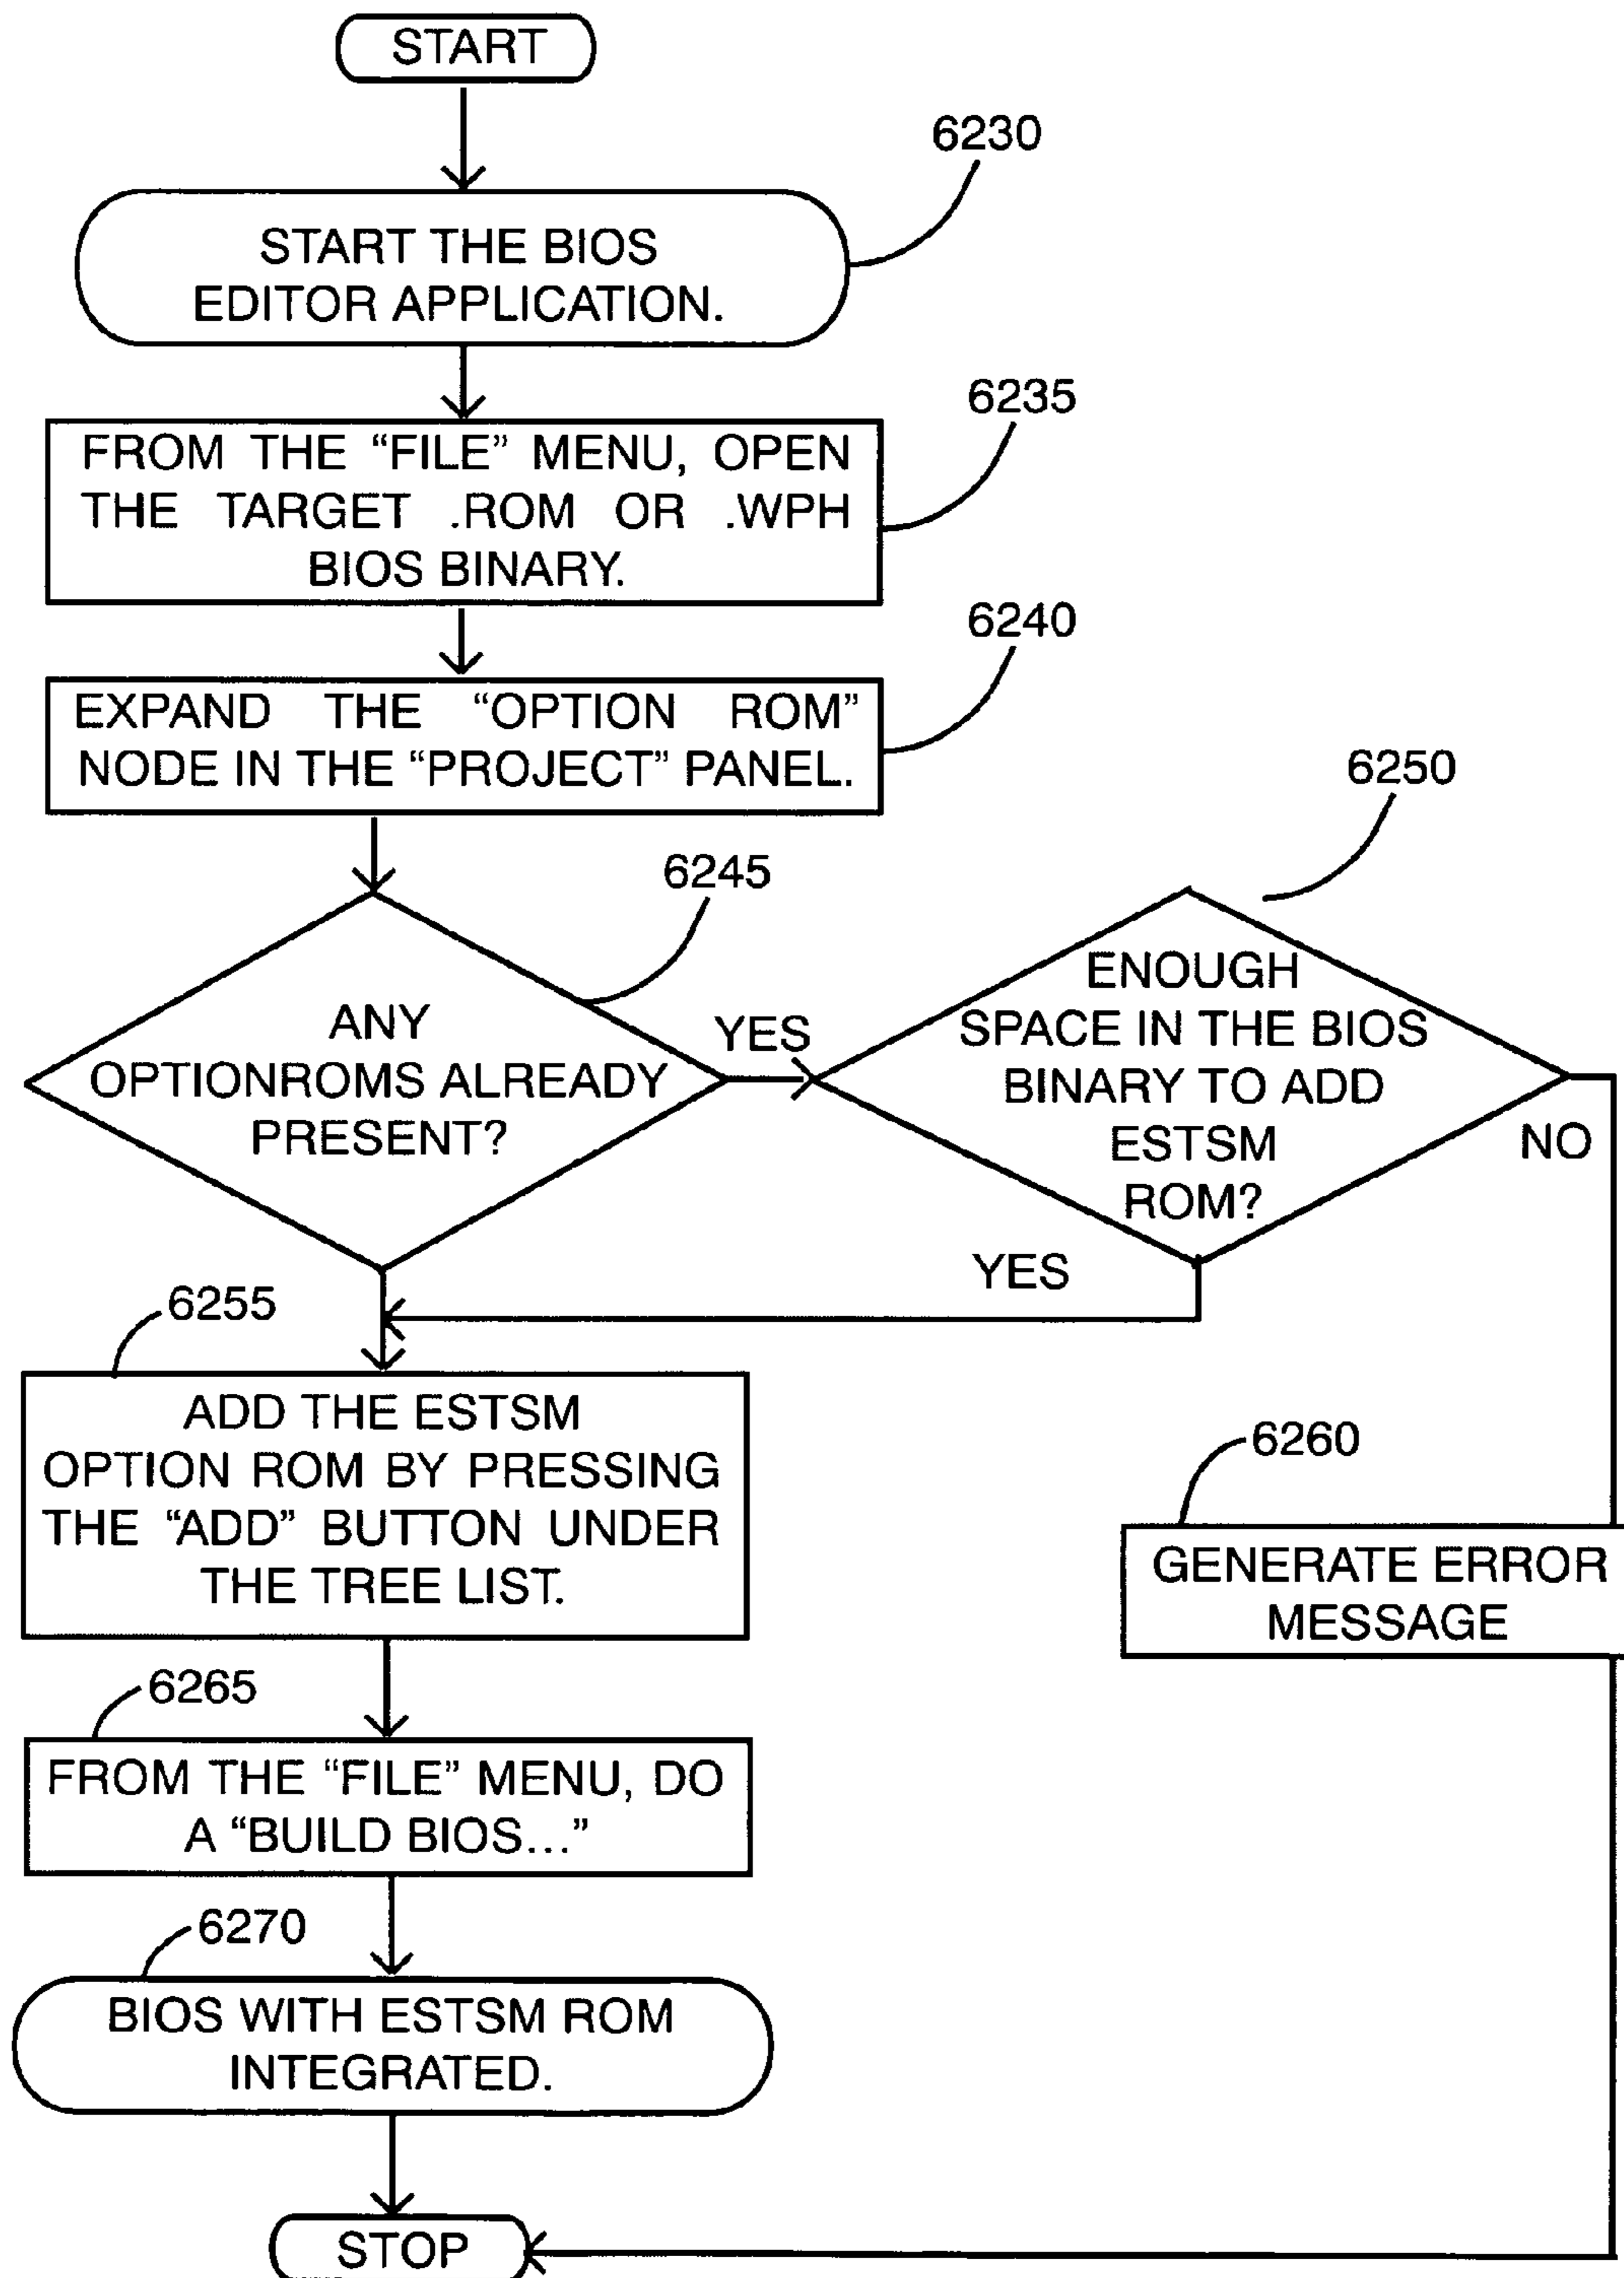 START
6230
START THE BIOS
EDITOR APPLICATION.
6235
FROM THE “FILE” MENU, OPEN
THE TARGET .ROM OR .WPH
BIOS BINARY.
6240
EXPAND THE “OPTION ROM”
NODE IN THE “PROJECT” PANEL.
6245
ANY
OPTIONROMS ALREADY
PRESENT?
YES
6250
ENOUGH
SPACE IN THE BIOS
BINARY TO ADD
ESTSM
ROM?
NO
YES
6255
ADD THE ESTSM
OPTION ROM BY PRESSING
THE “ADD” BUTTON UNDER
THE TREE LIST.
6260
GENERATE ERROR
MESSAGE
6265
FROM THE “FILE” MENU, DO
A “BUILD BIOS...”
6270
BIOS WITH ESTSM ROM
INTEGRATED.
STOP